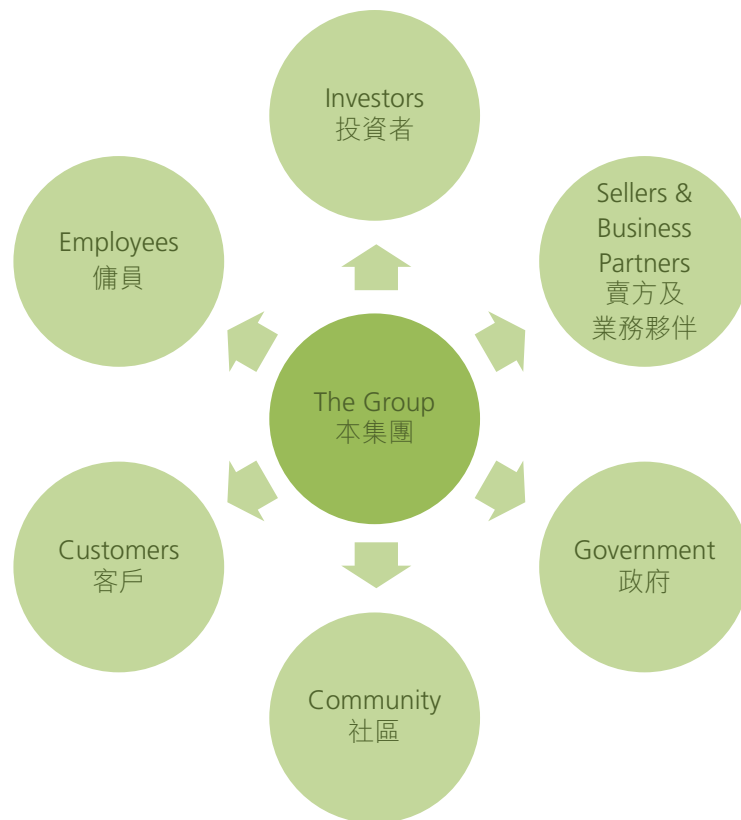 Investors
投資者
Sellers &
Business
Partners
賣方及
業務夥伴
Employees
傭員
The Group
本集團
Customers
客戶
Government
政府
Community
社區